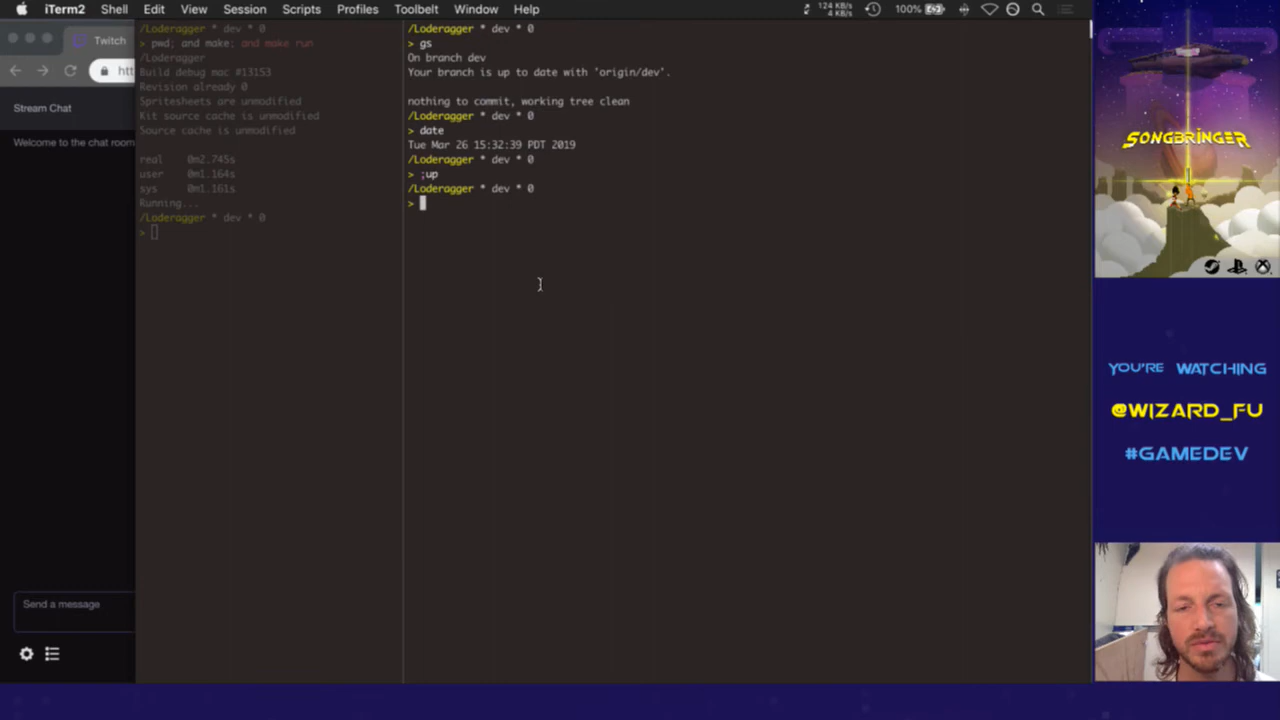 iTerm2 Shell Edit View Session Scripts Profiles Toolbelt Window Help 124 KB/s 4 KB/s 100%
Twitch
htt
Stream Chat
Welcome to the chat room
Send a message
/Loderagger * dev * 0
> pwd; and make; and make run
/Loderagger
Build debug mac #13153
Revision already 0
Spritesheets are unmodified
Kit source cache is unmodified
Source cache is unmodified
real 0m2.745s
user 0m1.164s
sys 0m1.161s
Running...
/Loderagger * dev * 0
>
/Loderagger * dev * 0
> gs
On branch dev
Your branch is up to date with 'origin/dev'.
nothing to commit, working tree clean
/Loderagger * dev * 0
> date
Tue Mar 26 15:32:39 PDT 2019
/Loderagger * dev * 0
> ;up
/Loderagger * dev * 0
>
SONGBRINGER
YOU'RE WATCHING
@WIZARD_FU
#GAMEDEV